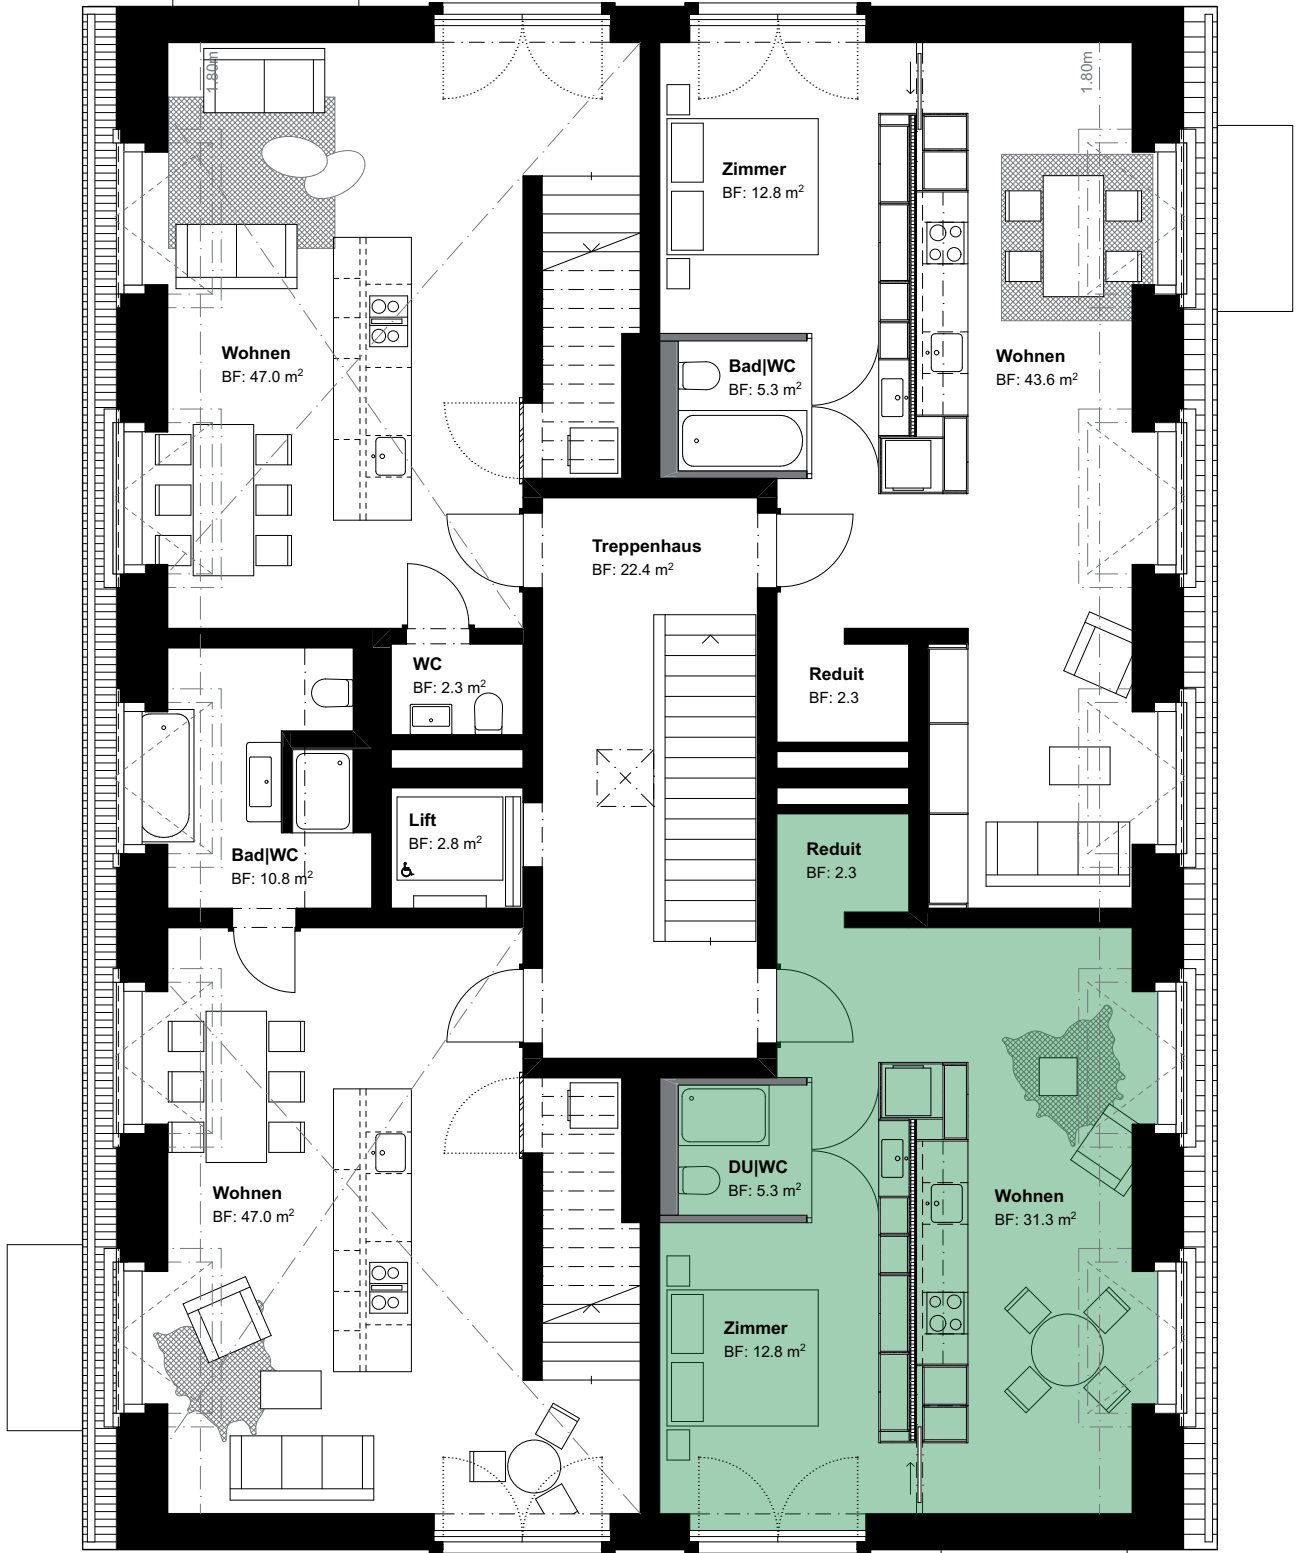 1.80m
1.80m
Zimmer
BF: 12.8 m²
Wohnen
BF: 47.0 m²
Bad|WC
BF: 5.3 m²
Wohnen
BF: 43.6 m²
Treppenhaus
BF: 22.4 m²
WC
BF: 2.3 m²
Reduit
BF: 2.3
Lift
BF: 2.8 m²
Bad|WC
BF: 10.8 m²
Reduit
BF: 2.3
Wohnen
BF: 47.0 m²
DU|WC
BF: 5.3 m²
Wohnen
BF: 31.3 m²
Zimmer
BF: 12.8 m²